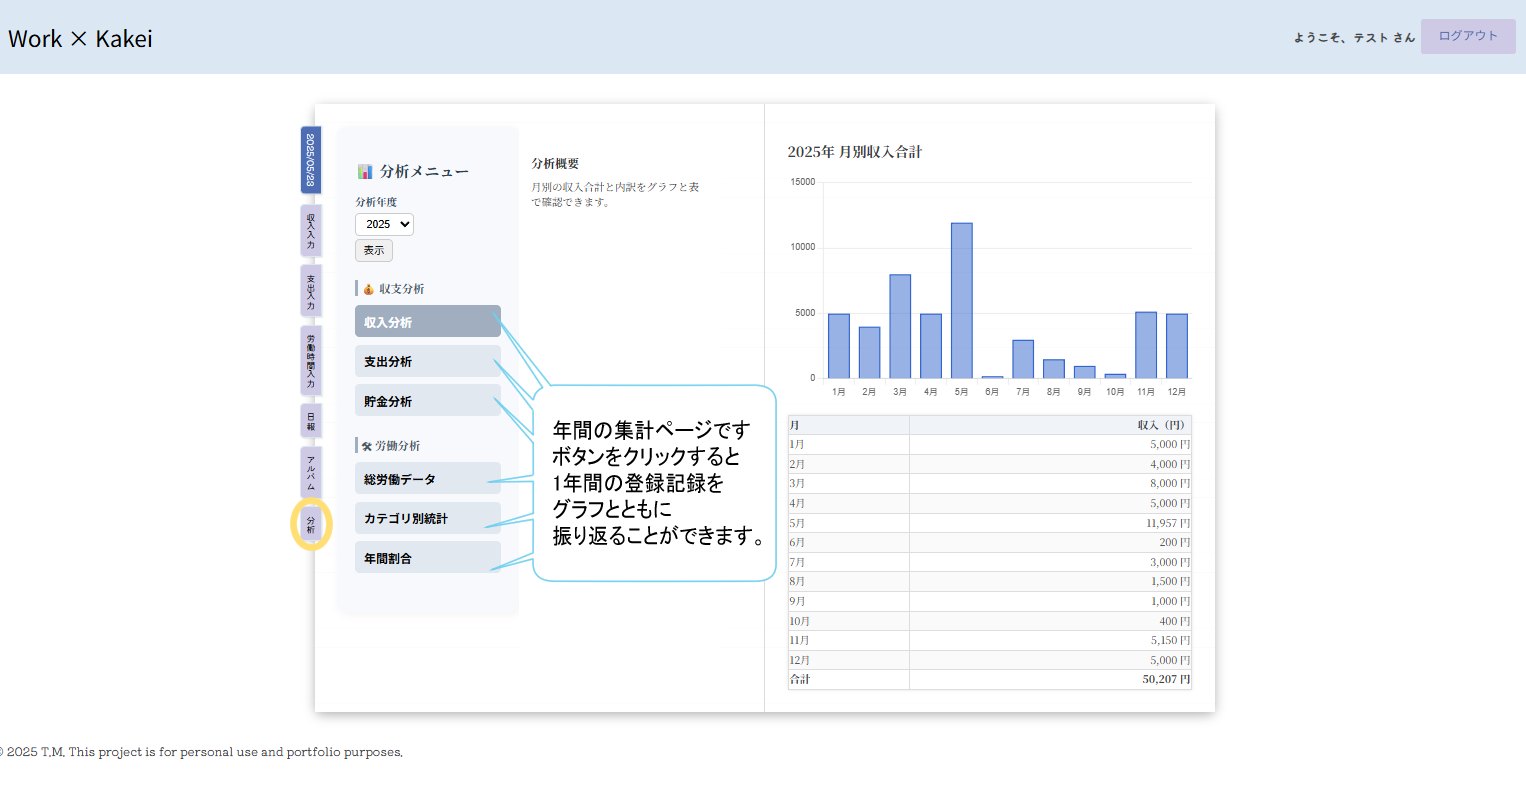 Work × Kakei
ようこそ、テスト さん
ログアウト
2025/05/23
収入入力
支出入力
労働時間入力
日報
アルバム
分析
📊 分析メニュー
分析年度
2025
表示
💰 収支分析
収入分析
支出分析
貯金分析
🛠 労働分析
総労働データ
カテゴリ別統計
年間割合
分析概要
月別の収入合計と内訳をグラフと表
で確認できます。
年間の集計ページです
ボタンをクリックすると
1年間の登録記録を
グラフとともに
振り返ることができます。
2025年 月別収入合計
15000
10000
5000
0
1月 2月 3月 4月 5月 6月 7月 8月 9月 10月 11月 12月
月 収入（円）
1月 5,000 円
2月 4,000 円
3月 8,000 円
4月 5,000 円
5月 11,957 円
6月 200 円
7月 3,000 円
8月 1,500 円
9月 1,000 円
10月 400 円
11月 5,150 円
12月 5,000 円
合計 50,207 円
© 2025 T.M. This project is for personal use and portfolio purposes.